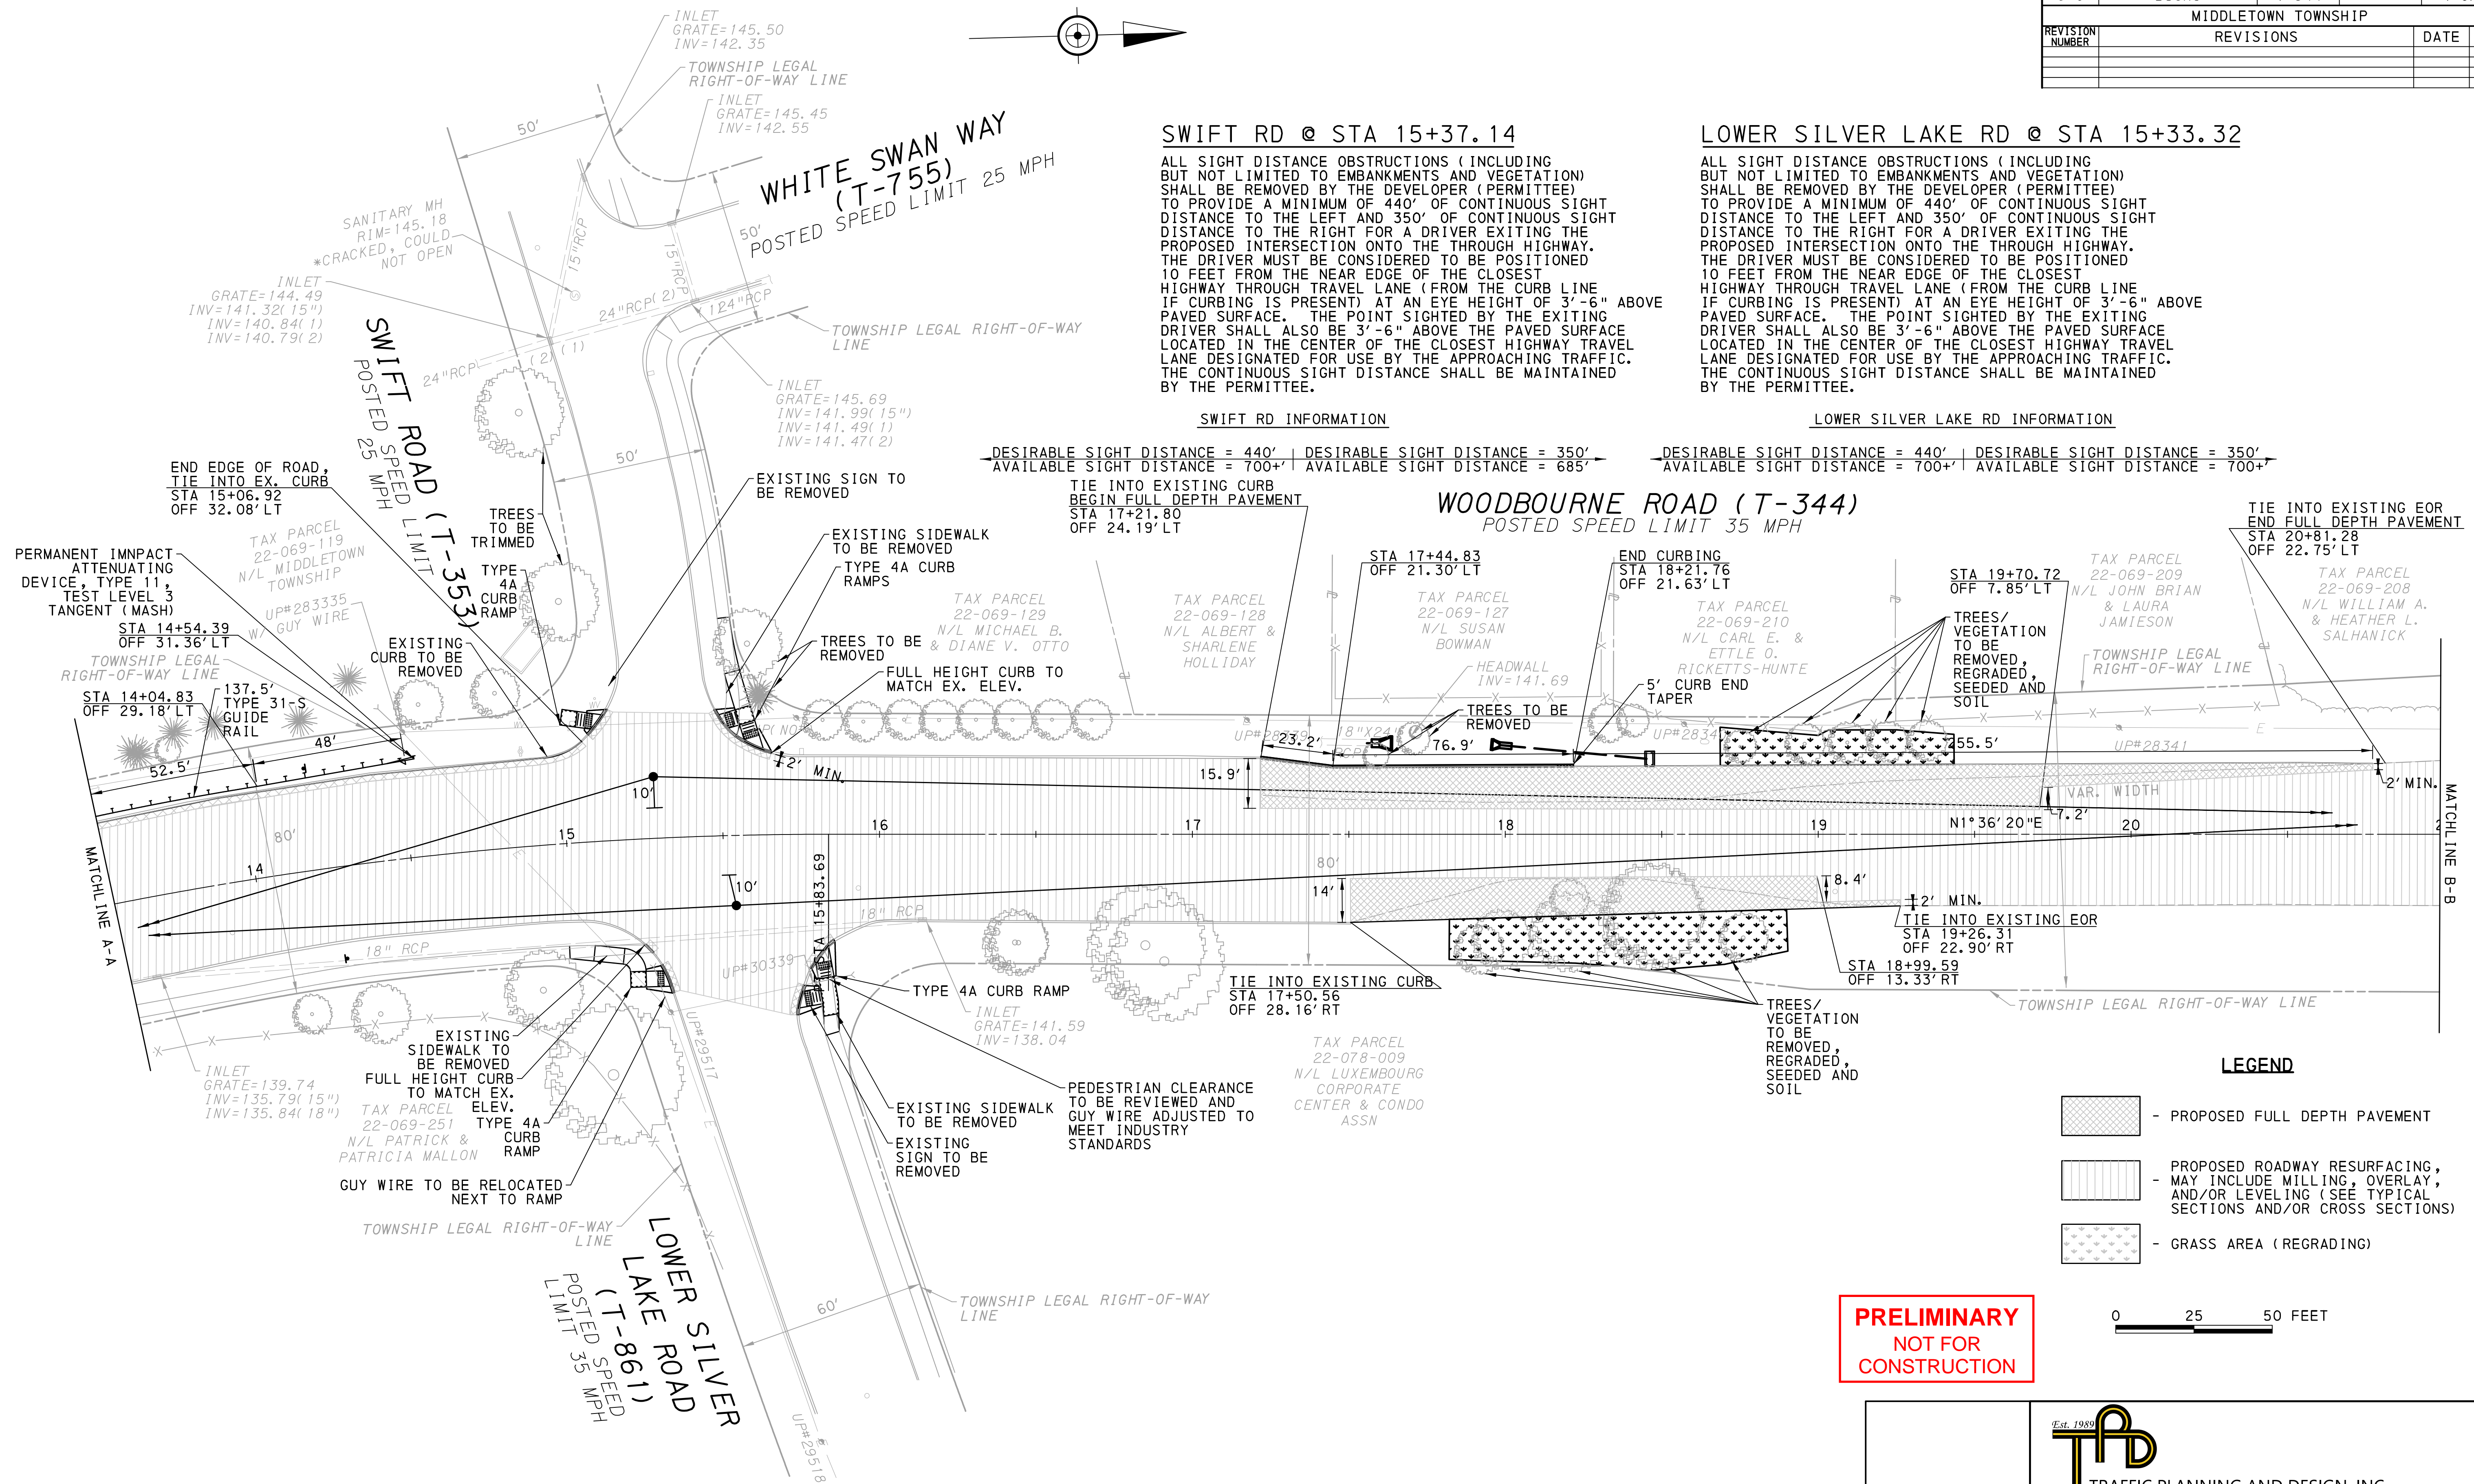 MIDDLETOWN TOWNSHIP
REVISION
NUMBER
REVISIONS
DATE
INLET
GRATE=145.50
INV=142.35
TOWNSHIP LEGAL
RIGHT-OF-WAY LINE
INLET
GRATE=145.45
INV=142.55
50'
WHITE SWAN WAY
(T-755)
POSTED SPEED LIMIT 25 MPH
50'
SANITARY MH
RIM=145.18
*CRACKED, COULD
NOT OPEN
15"RCP
15"RCP
24"RCP(2)
24"RCP
INLET
GRATE=144.49
INV=141.32(15")
INV=140.84(1)
INV=140.79(2)
24"RCP
(2)
(1)
TOWNSHIP LEGAL RIGHT-OF-WAY
LINE
INLET
GRATE=145.69
INV=141.99(15")
INV=141.49(1)
INV=141.47(2)
50'
SWIFT ROAD (T-353)
POSTED SPEED LIMIT
25 MPH
SWIFT RD @ STA 15+37.14
ALL SIGHT DISTANCE OBSTRUCTIONS (INCLUDING
BUT NOT LIMITED TO EMBANKMENTS AND VEGETATION)
SHALL BE REMOVED BY THE DEVELOPER (PERMITTEE)
TO PROVIDE A MINIMUM OF 440' OF CONTINUOUS SIGHT
DISTANCE TO THE LEFT AND 350' OF CONTINUOUS SIGHT
DISTANCE TO THE RIGHT FOR A DRIVER EXITING THE
PROPOSED INTERSECTION ONTO THE THROUGH HIGHWAY.
THE DRIVER MUST BE CONSIDERED TO BE POSITIONED
10 FEET FROM THE NEAR EDGE OF THE CLOSEST
HIGHWAY THROUGH TRAVEL LANE (FROM THE CURB LINE
IF CURBING IS PRESENT) AT AN EYE HEIGHT OF 3'-6" ABOVE
PAVED SURFACE. THE POINT SIGHTED BY THE EXITING
DRIVER SHALL ALSO BE 3'-6" ABOVE THE PAVED SURFACE
LOCATED IN THE CENTER OF THE CLOSEST HIGHWAY TRAVEL
LANE DESIGNATED FOR USE BY THE APPROACHING TRAFFIC.
THE CONTINUOUS SIGHT DISTANCE SHALL BE MAINTAINED
BY THE PERMITTEE.
SWIFT RD INFORMATION
DESIRABLE SIGHT DISTANCE = 440' | DESIRABLE SIGHT DISTANCE = 350'
AVAILABLE SIGHT DISTANCE = 700+' | AVAILABLE SIGHT DISTANCE = 685'
LOWER SILVER LAKE RD @ STA 15+33.32
ALL SIGHT DISTANCE OBSTRUCTIONS (INCLUDING
BUT NOT LIMITED TO EMBANKMENTS AND VEGETATION)
SHALL BE REMOVED BY THE DEVELOPER (PERMITTEE)
TO PROVIDE A MINIMUM OF 440' OF CONTINUOUS SIGHT
DISTANCE TO THE LEFT AND 350' OF CONTINUOUS SIGHT
DISTANCE TO THE RIGHT FOR A DRIVER EXITING THE
PROPOSED INTERSECTION ONTO THE THROUGH HIGHWAY.
THE DRIVER MUST BE CONSIDERED TO BE POSITIONED
10 FEET FROM THE NEAR EDGE OF THE CLOSEST
HIGHWAY THROUGH TRAVEL LANE (FROM THE CURB LINE
IF CURBING IS PRESENT) AT AN EYE HEIGHT OF 3'-6" ABOVE
PAVED SURFACE. THE POINT SIGHTED BY THE EXITING
DRIVER SHALL ALSO BE 3'-6" ABOVE THE PAVED SURFACE
LOCATED IN THE CENTER OF THE CLOSEST HIGHWAY TRAVEL
LANE DESIGNATED FOR USE BY THE APPROACHING TRAFFIC.
THE CONTINUOUS SIGHT DISTANCE SHALL BE MAINTAINED
BY THE PERMITTEE.
LOWER SILVER LAKE RD INFORMATION
DESIRABLE SIGHT DISTANCE = 440' | DESIRABLE SIGHT DISTANCE = 350'
AVAILABLE SIGHT DISTANCE = 700+' | AVAILABLE SIGHT DISTANCE = 700+'
WOODBOURNE ROAD (T-344)
POSTED SPEED LIMIT 35 MPH
END EDGE OF ROAD,
TIE INTO EX. CURB
STA 15+06.92
OFF 32.08'LT
TAX PARCEL
22-069-119
N/L MIDDLETOWN
TOWNSHIP
UP#283335
W/ GUY WIRE
PERMANENT IMNPACT
ATTENUATING
DEVICE, TYPE 11,
TEST LEVEL 3
TANGENT (MASH)
STA 14+54.39
OFF 31.36'LT
TOWNSHIP LEGAL
RIGHT-OF-WAY LINE
STA 14+04.83
OFF 29.18'LT
137.5'
TYPE 31-S
GUIDE
RAIL
48'
52.5'
EXISTING
CURB TO BE
REMOVED
TREES
TO BE
TRIMMED
TYPE
4A
CURB
RAMP
EXISTING SIGN TO
BE REMOVED
EXISTING SIDEWALK
TO BE REMOVED
TYPE 4A CURB
RAMPS
TREES TO BE
REMOVED
FULL HEIGHT CURB TO
MATCH EX. ELEV.
2' MIN.
TAX PARCEL
22-069-129
N/L MICHAEL B.
& DIANE V. OTTO
TIE INTO EXISTING CURB
BEGIN FULL DEPTH PAVEMENT
STA 17+21.80
OFF 24.19'LT
TAX PARCEL
22-069-128
N/L ALBERT &
SHARLENE
HOLLIDAY
STA 17+44.83
OFF 21.30'LT
TAX PARCEL
22-069-127
N/L SUSAN
BOWMAN
HEADWALL
INV=141.69
TREES TO BE
REMOVED
END CURBING
STA 18+21.76
OFF 21.63'LT
5' CURB END
TAPER
TAX PARCEL
22-069-210
N/L CARL E. &
ETTLE O.
RICKETTS-HUNTE
STA 19+70.72
OFF 7.85'LT
TREES/
VEGETATION
TO BE
REMOVED,
REGRADED,
SEEDED AND
SOIL
TAX PARCEL
22-069-209
N/L JOHN BRIAN
& LAURA
JAMIESON
TOWNSHIP LEGAL
RIGHT-OF-WAY LINE
TIE INTO EXISTING EOR
END FULL DEPTH PAVEMENT
STA 20+81.28
OFF 22.75'LT
TAX PARCEL
22-069-208
N/L WILLIAM A.
& HEATHER L.
SALHANICK
23.2'
76.9'
255.5'
UP#28341
15.9'
10'
10'
VAR. WIDTH
7.2'
2' MIN.
14
15
16
17
18
19
20
N1°36'20"E
80'
80'
MATCHLINE A-A
MATCHLINE B-B
STA 15+83.69
14'
8.4'
2' MIN.
TIE INTO EXISTING EOR
STA 19+26.31
OFF 22.90'RT
STA 18+99.59
OFF 13.33'RT
TOWNSHIP LEGAL RIGHT-OF-WAY LINE
18" RCP
18" RCP
UP#30339
TYPE 4A CURB RAMP
INLET
GRATE=141.59
INV=138.04
TIE INTO EXISTING CURB
STA 17+50.56
OFF 28.16'RT
TAX PARCEL
22-078-009
N/L LUXEMBOURG
CORPORATE
CENTER & CONDO
ASSN
TREES/
VEGETATION
TO BE
REMOVED,
REGRADED,
SEEDED AND
SOIL
EXISTING
SIDEWALK TO
BE REMOVED
FULL HEIGHT CURB
TO MATCH EX.
ELEV.
TYPE 4A
CURB
RAMP
INLET
GRATE=139.74
INV=135.79(15")
INV=135.84(18")
TAX PARCEL
22-069-251
N/L PATRICK &
PATRICIA MALLON
GUY WIRE TO BE RELOCATED
NEXT TO RAMP
TOWNSHIP LEGAL RIGHT-OF-WAY
LINE
UP#29517
EXISTING SIDEWALK
TO BE REMOVED
EXISTING
SIGN TO BE
REMOVED
PEDESTRIAN CLEARANCE
TO BE REVIEWED AND
GUY WIRE ADJUSTED TO
MEET INDUSTRY
STANDARDS
LOWER SILVER
LAKE ROAD
(T-861)
POSTED SPEED
LIMIT 35 MPH
60'
TOWNSHIP LEGAL RIGHT-OF-WAY
LINE
UP#29518
LEGEND
- PROPOSED FULL DEPTH PAVEMENT
PROPOSED ROADWAY RESURFACING,
- MAY INCLUDE MILLING, OVERLAY,
AND/OR LEVELING (SEE TYPICAL
SECTIONS AND/OR CROSS SECTIONS)
- GRASS AREA (REGRADING)
PRELIMINARY
NOT FOR
CONSTRUCTION
0 25 50 FEET
Est. 1989
TPD
TRAFFIC PLANNING AND DESIGN, INC.